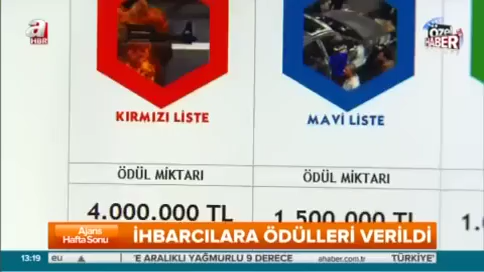 a
HBR
Özel
HABER
KIRMIZI LİSTE
MAVİ LİSTE
ÖDÜL MİKTARI
ÖDÜL MİKTARI
4.000.000 TL
1.500.000 TL
Ajans
Hafta Sonu
İHBARCILARA ÖDÜLLERİ VERİLDİ
13:19
E ARALIKLI YAĞMURLU 9 DERECE
ahaber.com.tr
TÜRKİYE'